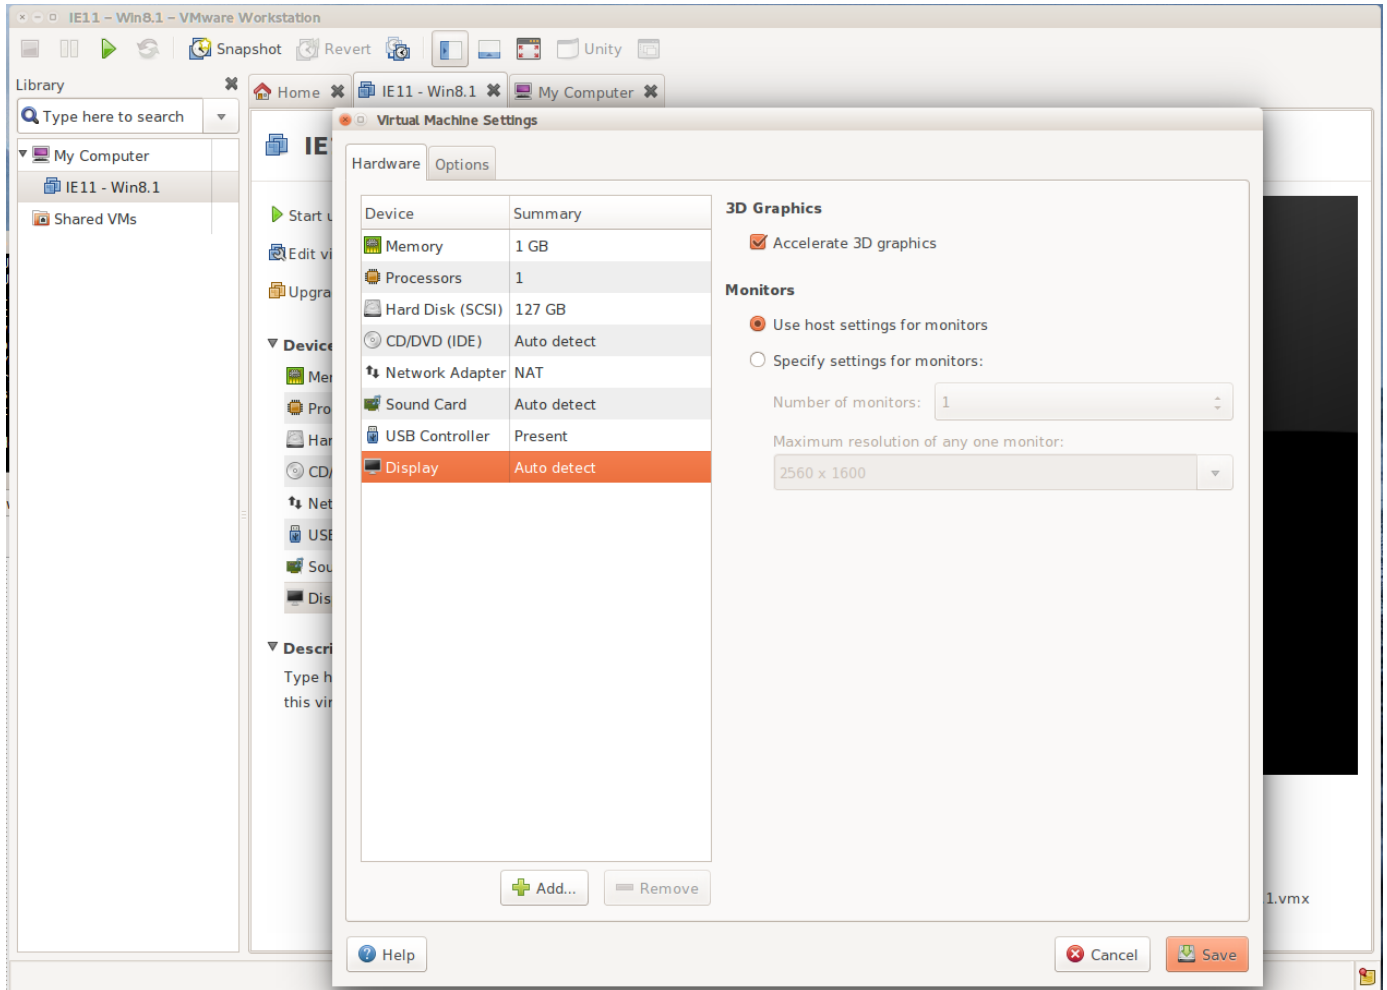 IE11 – Win8.1 – VMware Workstation
Snapshot Revert Unity
Library
Home IE11 - Win8.1 My Computer
Type here to search
My Computer
IE11 - Win8.1
Shared VMs
IE
Start u
Edit vi
Upgra
Device
Mer
Pro
Har
CD/
Net
USE
Sou
Dis
Descri
Type h
this vir
Virtual Machine Settings
Hardware Options
Device Summary
Memory 1 GB
Processors 1
Hard Disk (SCSI) 127 GB
CD/DVD (IDE) Auto detect
Network Adapter NAT
Sound Card Auto detect
USB Controller Present
Display Auto detect
Add... Remove
3D Graphics
Accelerate 3D graphics
Monitors
Use host settings for monitors
Specify settings for monitors:
Number of monitors: 1
Maximum resolution of any one monitor:
2560 x 1600
1.vmx
Help Cancel Save